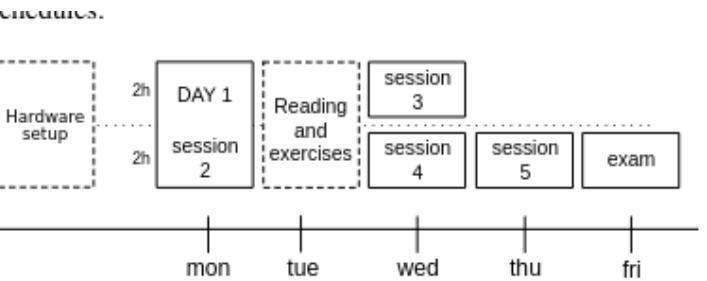 schedules.
Hardware
setup
2h
2h
DAY 1
session
2
Reading
and
exercises
session
3
session
4
session
5
exam
mon
tue
wed
thu
fri